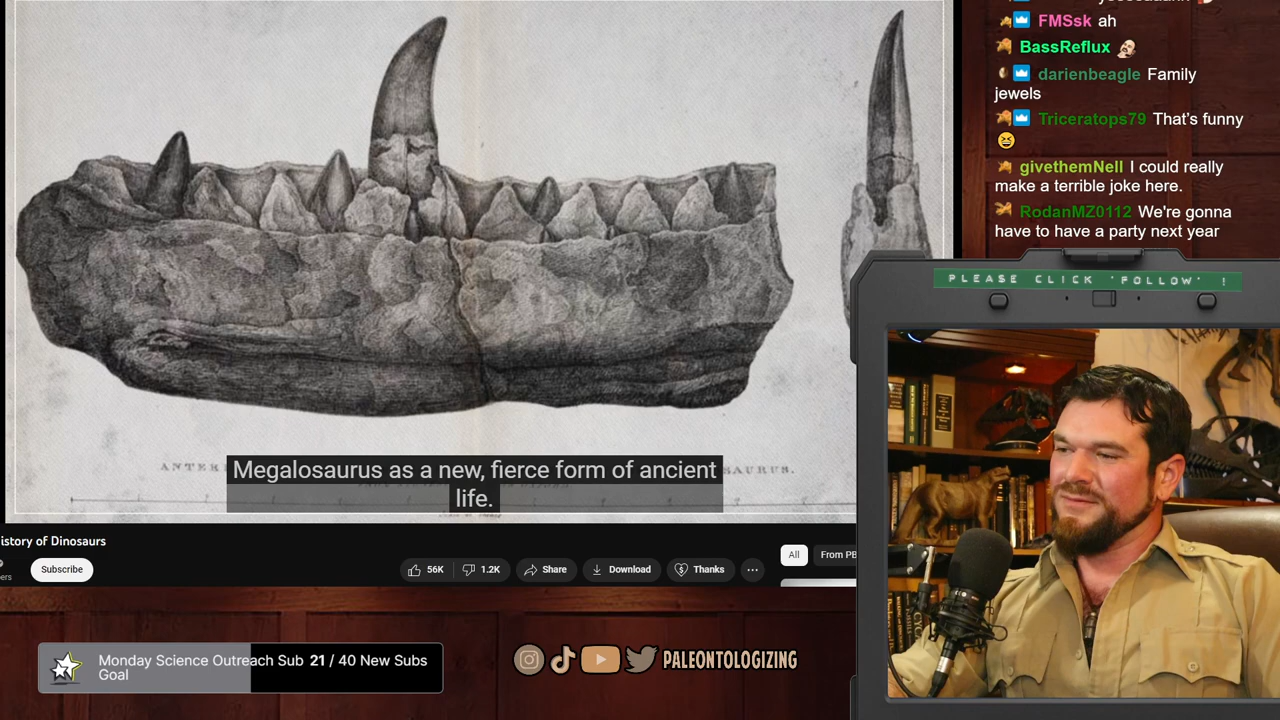 FMSsk ah
BassReflux
darienbeagle Family
jewels
Triceratops79 That's funny
givethemNell I could really
make a terrible joke here.
RodanMZ0112 We're gonna
have to have a party next year
PLEASE CLICK 'FOLLOW' !
Megalosaurus as a new, fierce form of ancient
life.
istory of Dinosaurs
Subscribe
56K
1.2K
Share
Download
Thanks
All
From PB
Monday Science Outreach Sub 21 / 40 New Subs
Goal
PALEONTOLOGIZING